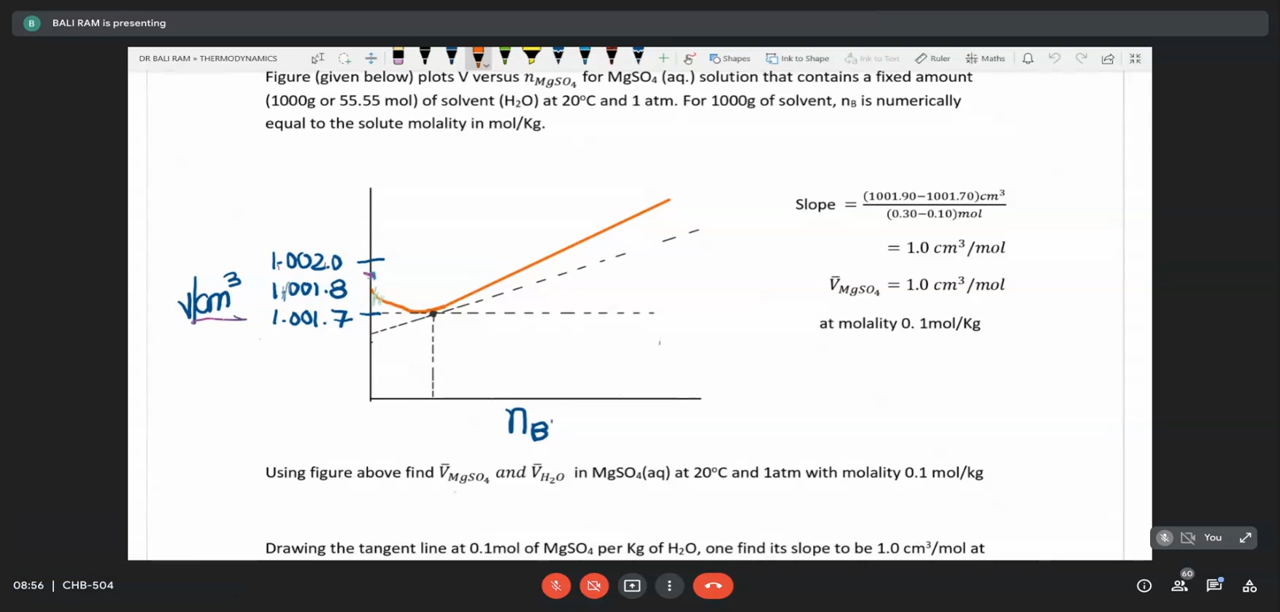 B BALI RAM is presenting
DR BALI RAM » THERMODYNAMICS
Shapes Ink to Shape Ink to Text Ruler Maths
Figure (given below) plots V versus nMgSO₄ for MgSO₄ (aq.) solution that contains a fixed amount
(1000g or 55.55 mol) of solvent (H₂O) at 20°C and 1 atm. For 1000g of solvent, nB is numerically
equal to the solute molality in mol/Kg.
Slope = (1001.90−1001.70)cm³ / (0.30−0.10)mol
= 1.0 cm³/mol
V̄MgSO₄ = 1.0 cm³/mol
at molality 0. 1mol/Kg
1.002.0
V/cm³
1.001.8
1.001.7
nB
Using figure above find V̄MgSO₄ and V̄H₂O in MgSO₄(aq) at 20°C and 1atm with molality 0.1 mol/kg
Drawing the tangent line at 0.1mol of MgSO₄ per Kg of H₂O, one find its slope to be 1.0 cm³/mol at
You
08:56 | CHB-504
60